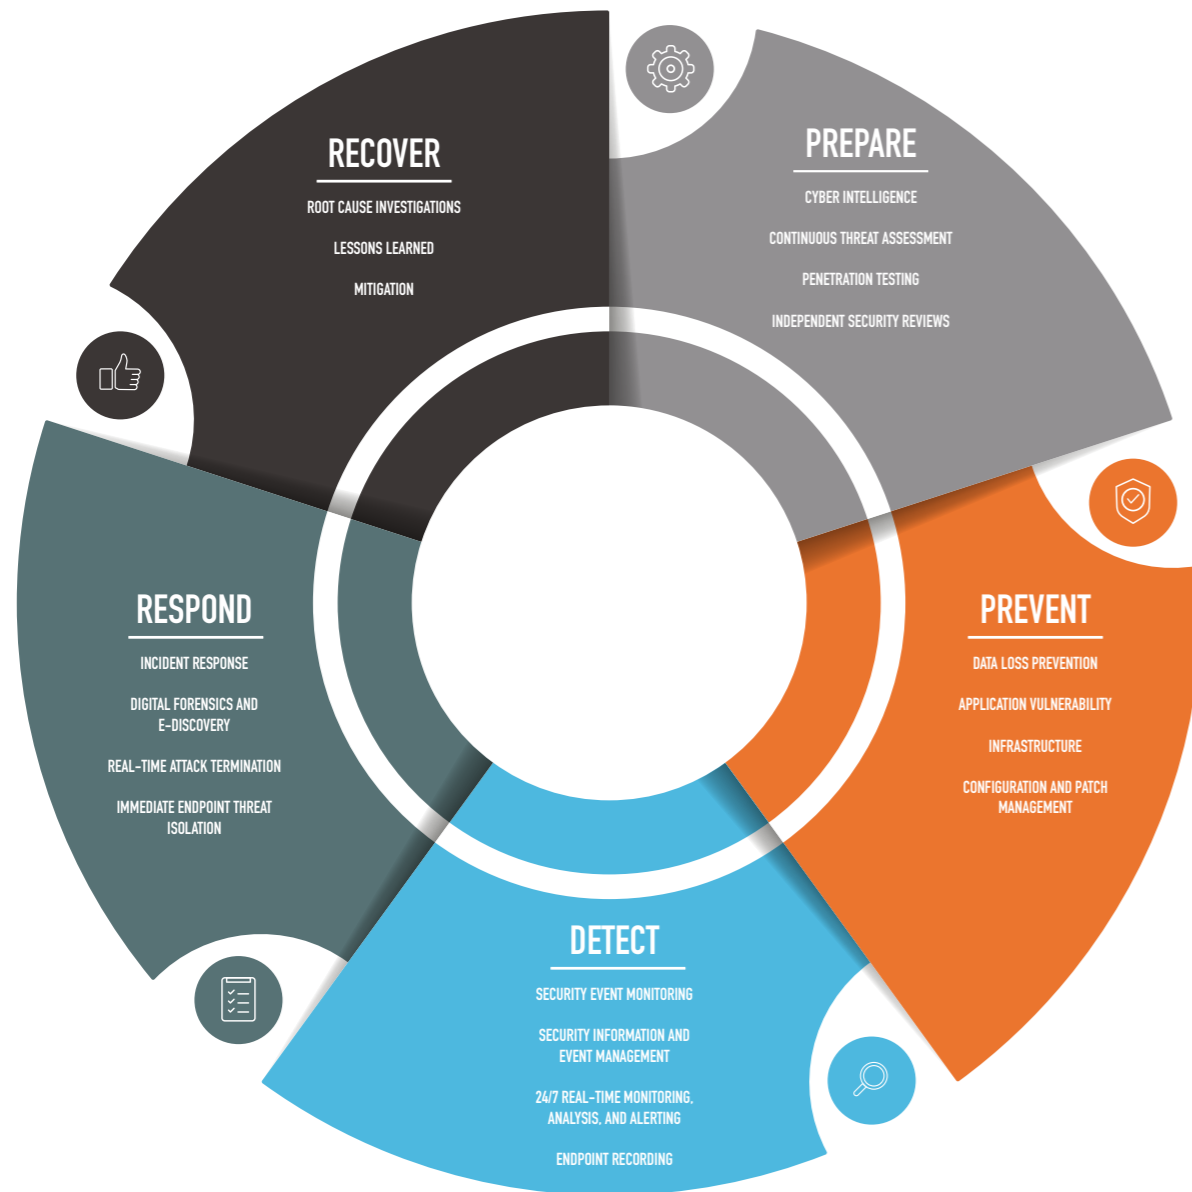 RECOVER
ROOT CAUSE INVESTIGATIONS
LESSONS LEARNED
MITIGATION
PREPARE
CYBER INTELLIGENCE
CONTINUOUS THREAT ASSESSMENT
PENETRATION TESTING
INDEPENDENT SECURITY REVIEWS
RESPOND
INCIDENT RESPONSE
DIGITAL FORENSICS AND
E-DISCOVERY
REAL-TIME ATTACK TERMINATION
IMMEDIATE ENDPOINT THREAT
ISOLATION
PREVENT
DATA LOSS PREVENTION
APPLICATION VULNERABILITY
INFRASTRUCTURE
CONFIGURATION AND PATCH
MANAGEMENT
DETECT
SECURITY EVENT MONITORING
SECURITY INFORMATION AND
EVENT MANAGEMENT
24/7 REAL-TIME MONITORING,
ANALYSIS, AND ALERTING
ENDPOINT RECORDING